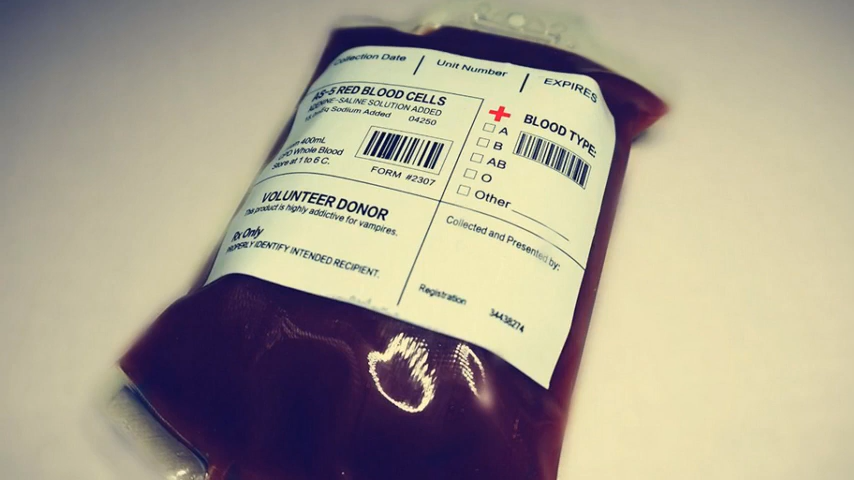 Collection Date
Unit Number
EXPIRES
AS-5 RED BLOOD CELLS
ADENINE-SALINE SOLUTION ADDED
mEq Sodium Added 04250
400mL
Whole Blood
Store at 1 to 6 C.
FORM #2307
BLOOD TYPE:
A
B
AB
O
Other
VOLUNTEER DONOR
This product is highly addictive for vampires.
Rx Only
PROPERLY IDENTIFY INTENDED RECIPIENT.
Collected and Presented by:
Registration
34438274